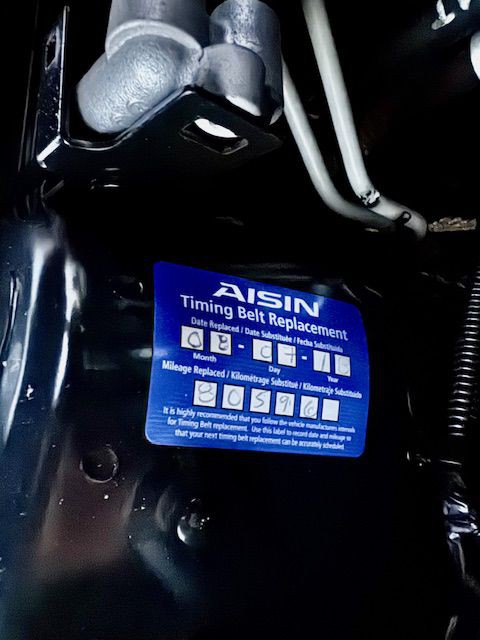 AISIN
Timing Belt Replacement
Date Replaced / Date Substituée / Fecha Substituido
08 - 07 -
Month Day Year
Mileage Replaced / Kilométrage Substitué / Kilometraje Substituido
80596
It is highly recommended that you follow the vehicle manufacturers intervals
for Timing Belt replacement. Use this label to record date and mileage so
that your next timing belt replacement can be accurately scheduled